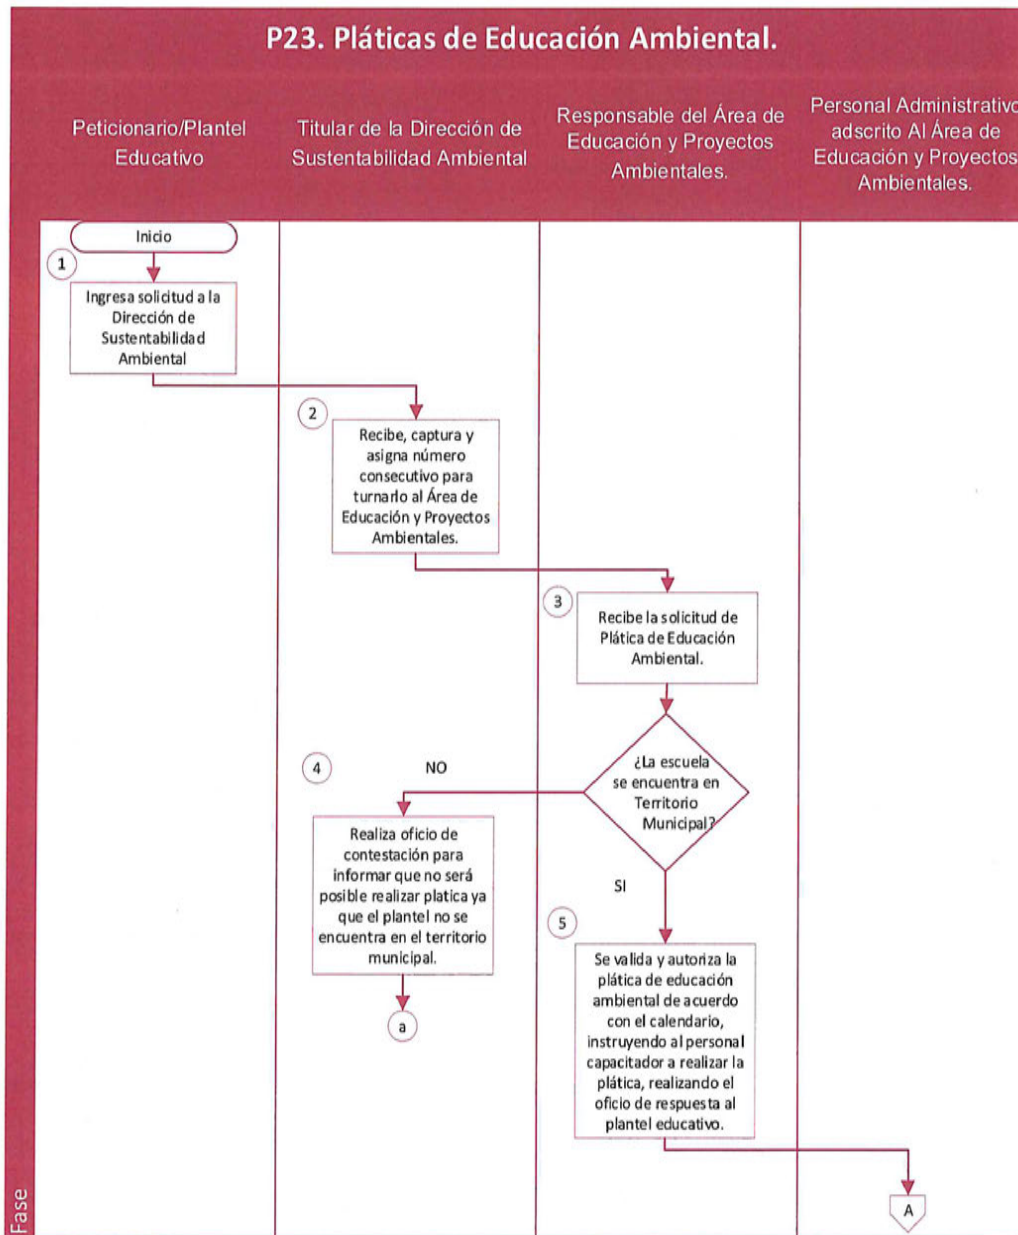 P23. Pláticas de Educación Ambiental.
Peticionario/Plantel
Educativo
Titular de la Dirección de
Sustentabilidad Ambiental
Responsable del Área de
Educación y Proyectos
Ambientales.
Personal Administrativo
adscrito Al Área de
Educación y Proyectos
Ambientales.
Inicio
1
Ingresa solicitud a la
Dirección de
Sustentabilidad
Ambiental
2
Recibe, captura y
asigna número
consecutivo para
turnarlo al Área de
Educación y Proyectos
Ambientales.
3
Recibe la solicitud de
Plática de Educación
Ambiental.
¿La escuela
se encuentra en
Territorio
Municipal?
NO
4
Realiza oficio de
contestación para
informar que no será
posible realizar platica ya
que el plantel no se
encuentra en el territorio
municipal.
a
SI
5
Se valida y autoriza la
plática de educación
ambiental de acuerdo
con el calendario,
instruyendo al personal
capacitador a realizar la
plática, realizando el
oficio de respuesta al
plantel educativo.
A
Fase